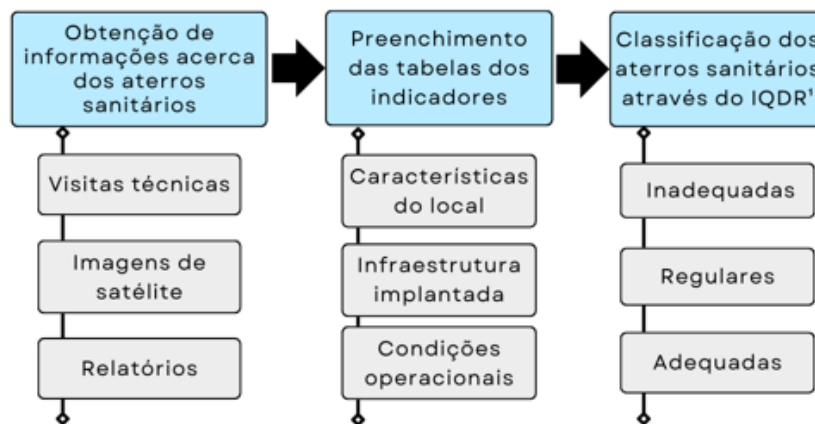 Obtenção de
informações acerca
dos aterros
sanitários
Visitas técnicas
Imagens de
satélite
Relatórios
Preenchimento
das tabelas dos
indicadores
Características
do local
Infraestrutura
implantada
Condições
operacionais
Classificação dos
aterros sanitários
através do IQDR¹
Inadequadas
Regulares
Adequadas